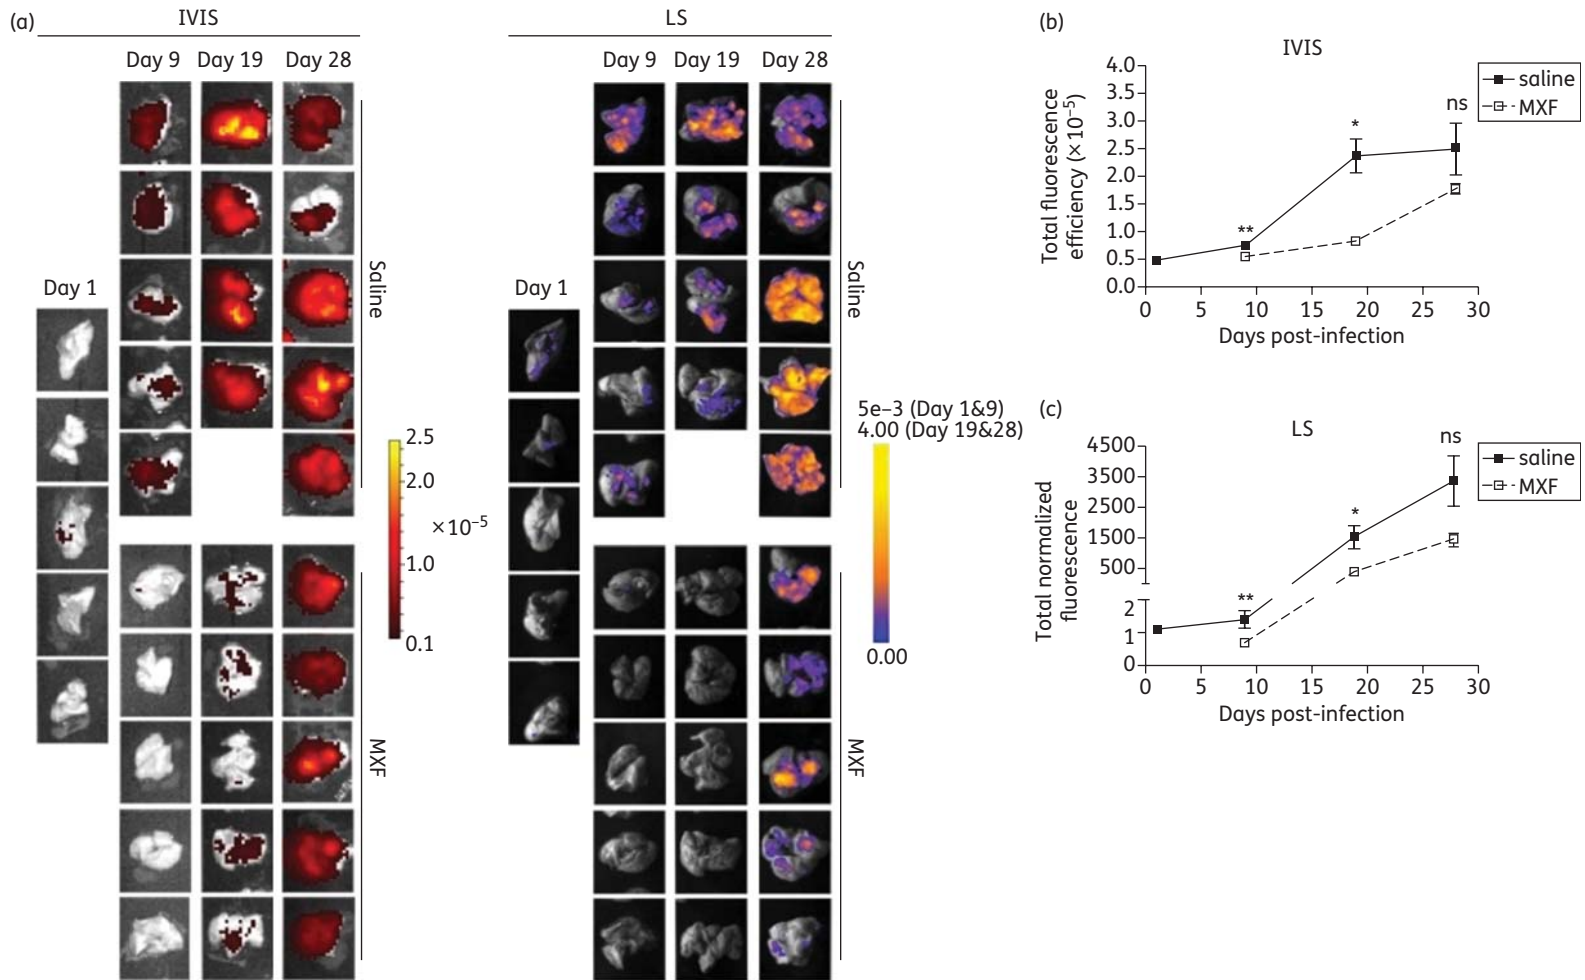 (a)
IVIS
LS
Day 9 Day 19 Day 28
Day 9 Day 19 Day 28
Day 1
Day 1
Saline
MXF
Saline
MXF
2.5
2.0
×10−5
1.0
0.1
5e–3 (Day 1&9)
4.00 (Day 19&28)
0.00
(b)
IVIS
Total fluorescence
efficiency (×10−5)
4.0
3.5
3.0
2.5
2.0
1.5
1.0
0.5
0.0
**
*
ns
saline
MXF
0 5 10 15 20 25 30
Days post-infection
(c)
LS
Total normalized
fluorescence
4500
3500
2500
1500
500
2
1
0
**
*
ns
saline
MXF
0 5 10 15 20 25 30
Days post-infection